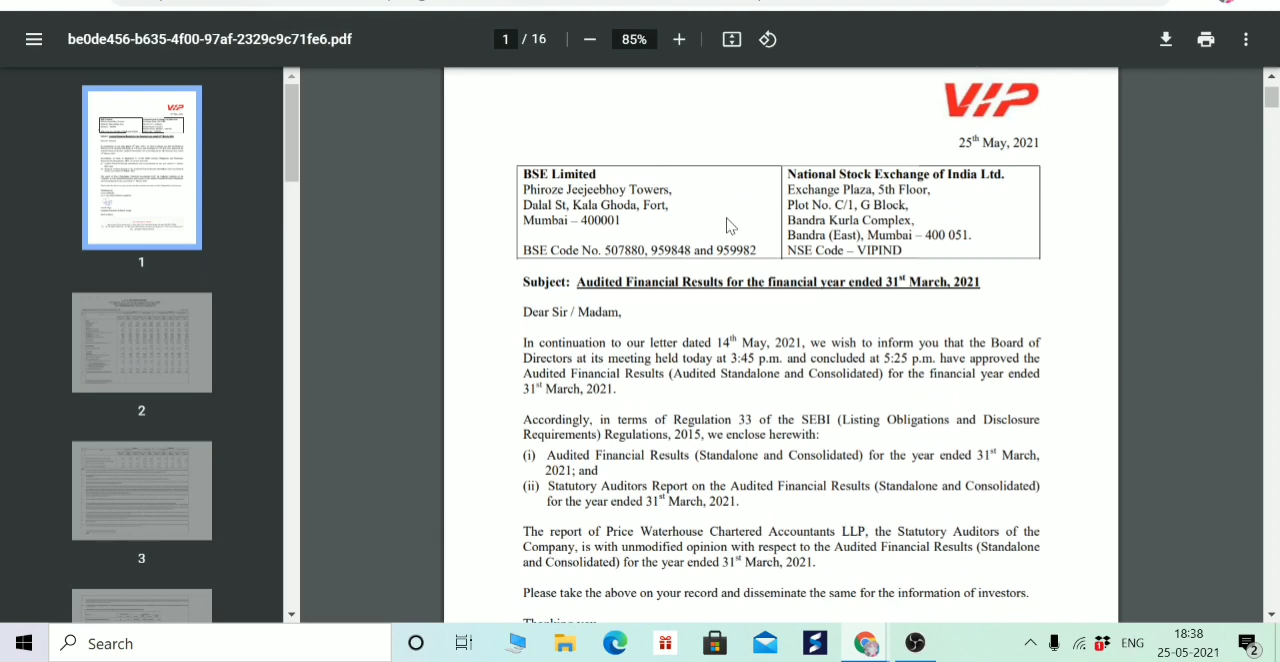 be0de456-b635-4f00-97af-2329c9c71fe6.pdf
1 / 16
85%
VIP
25th May, 2021
BSE Limited
Phiroze Jeejeebhoy Towers,
Dalal St, Kala Ghoda, Fort,
Mumbai – 400001
BSE Code No. 507880, 959848 and 959982
National Stock Exchange of India Ltd.
Exchange Plaza, 5th Floor,
Plot No. C/1, G Block,
Bandra Kurla Complex,
Bandra (East), Mumbai – 400 051.
NSE Code – VIPIND
Subject: Audited Financial Results for the financial year ended 31st March, 2021
Dear Sir / Madam,
In continuation to our letter dated 14th May, 2021, we wish to inform you that the Board of
Directors at its meeting held today at 3:45 p.m. and concluded at 5:25 p.m. have approved the
Audited Financial Results (Audited Standalone and Consolidated) for the financial year ended
31st March, 2021.
Accordingly, in terms of Regulation 33 of the SEBI (Listing Obligations and Disclosure
Requirements) Regulations, 2015, we enclose herewith:
(i) Audited Financial Results (Standalone and Consolidated) for the year ended 31st March,
2021; and
(ii) Statutory Auditors Report on the Audited Financial Results (Standalone and Consolidated)
for the year ended 31st March, 2021.
The report of Price Waterhouse Chartered Accountants LLP, the Statutory Auditors of the
Company, is with unmodified opinion with respect to the Audited Financial Results (Standalone
and Consolidated) for the year ended 31st March, 2021.
Please take the above on your record and disseminate the same for the information of investors.
1
2
3
Search
ENG
18:38
25-05-2021
2